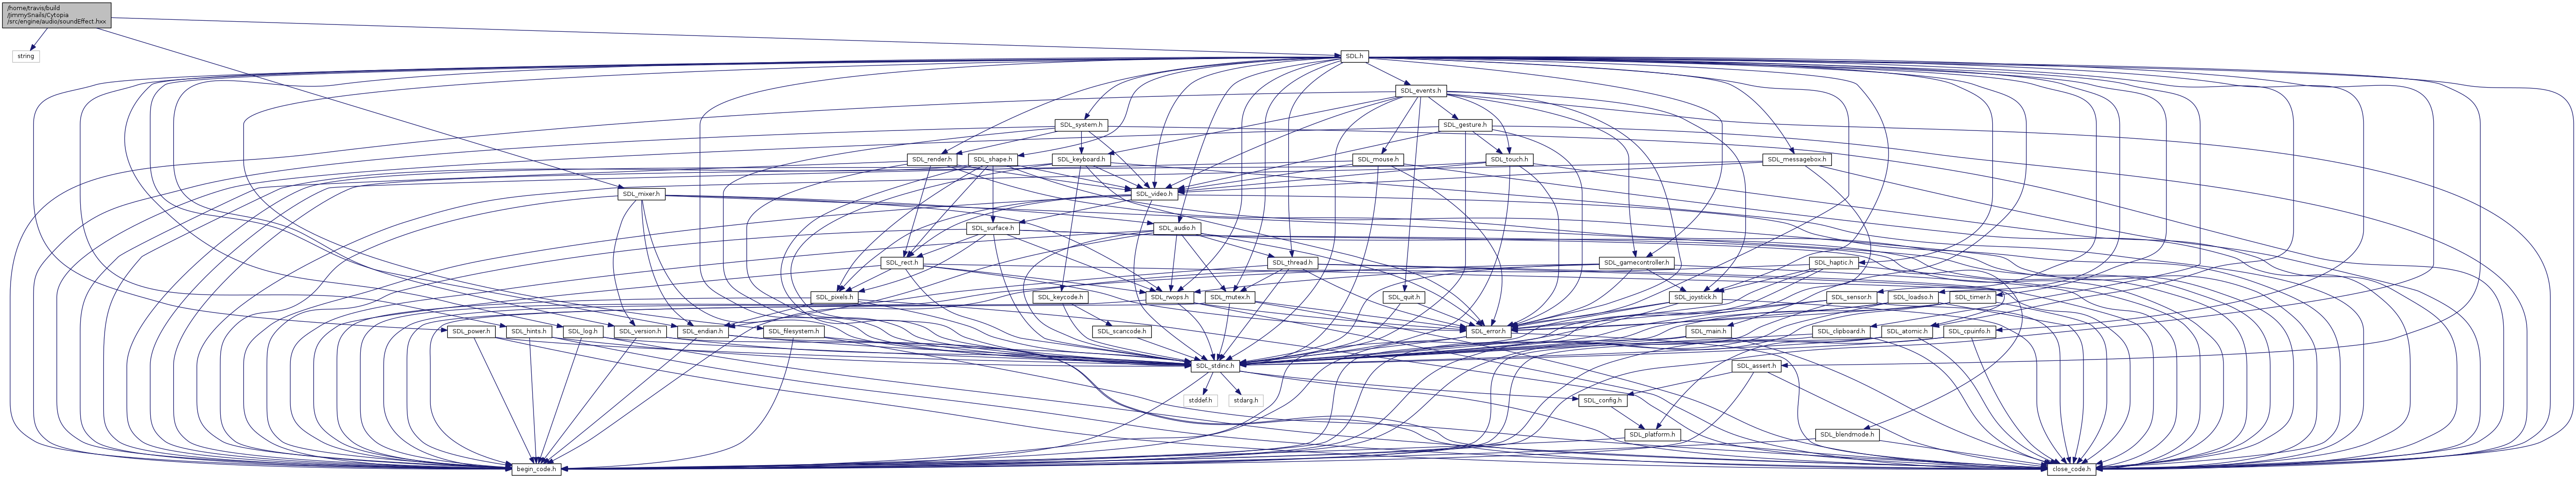 /home/travis/build
/JimmySnails/Cytopia
/src/engine/audio/soundEffect.hxx
string
SDL.h
SDL_events.h
SDL_system.h
SDL_gesture.h
SDL_render.h
SDL_shape.h
SDL_keyboard.h
SDL_mouse.h
SDL_touch.h
SDL_messagebox.h
SDL_mixer.h
SDL_video.h
SDL_surface.h
SDL_audio.h
SDL_rect.h
SDL_thread.h
SDL_gamecontroller.h
SDL_haptic.h
SDL_pixels.h
SDL_keycode.h
SDL_rwops.h
SDL_mutex.h
SDL_quit.h
SDL_joystick.h
SDL_sensor.h
SDL_loadso.h
SDL_timer.h
SDL_power.h
SDL_hints.h
SDL_log.h
SDL_version.h
SDL_endian.h
SDL_filesystem.h
SDL_scancode.h
SDL_error.h
SDL_main.h
SDL_clipboard.h
SDL_atomic.h
SDL_cpuinfo.h
SDL_stdinc.h
SDL_assert.h
stddef.h
stdarg.h
SDL_config.h
SDL_platform.h
SDL_blendmode.h
begin_code.h
close_code.h